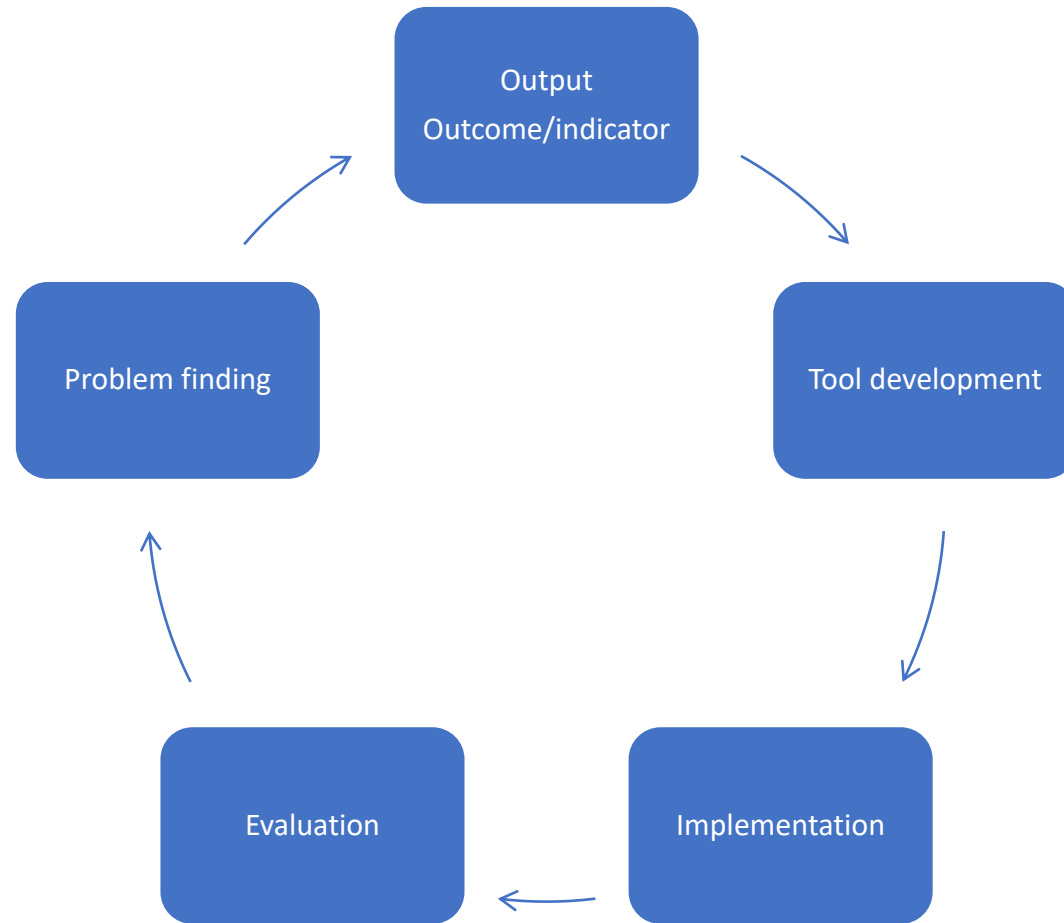 Output
Outcome/indicator
Problem finding
Tool development
Evaluation
Implementation